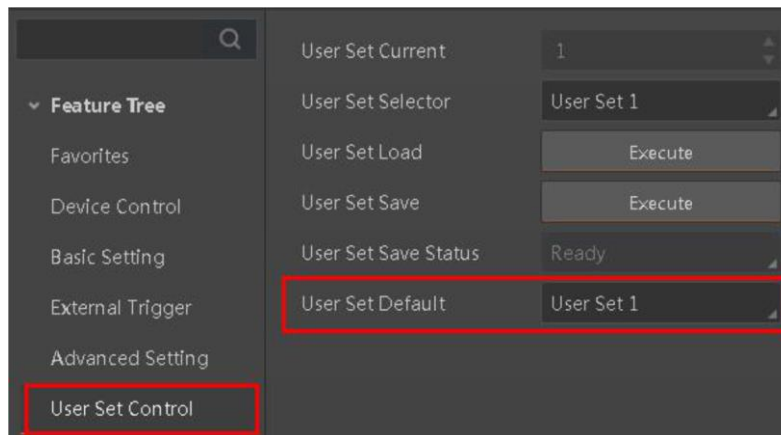 Feature Tree
Favorites
Device Control
Basic Setting
External Trigger
Advanced Setting
User Set Control
User Set Current 1
User Set Selector User Set 1
User Set Load Execute
User Set Save Execute
User Set Save Status Ready
User Set Default User Set 1